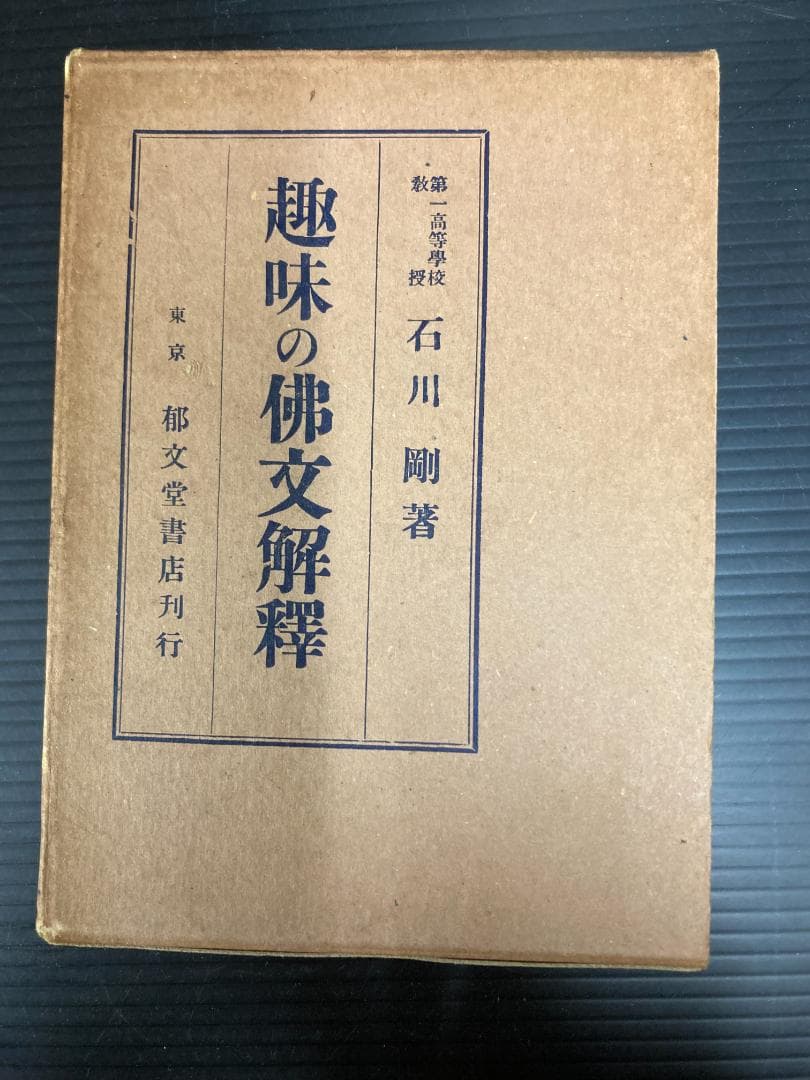 第一高等學校
教授
石川剛著
趣味の佛文解釋
東京 郁文堂書店刊行